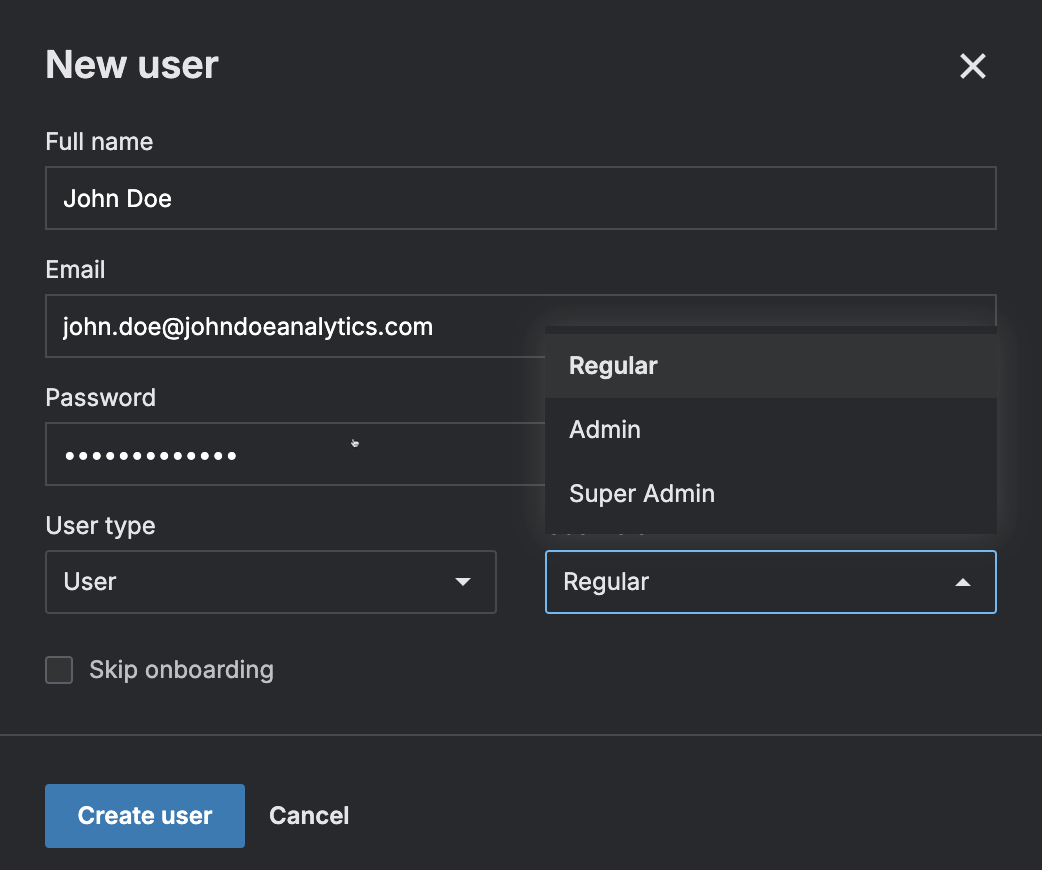 New user
Full name
John Doe
Email
john.doe@johndoeanalytics.com
Regular
Admin
Super Admin
Password
•••••••••••••
User type
User
Regular
Skip onboarding
Create user
Cancel